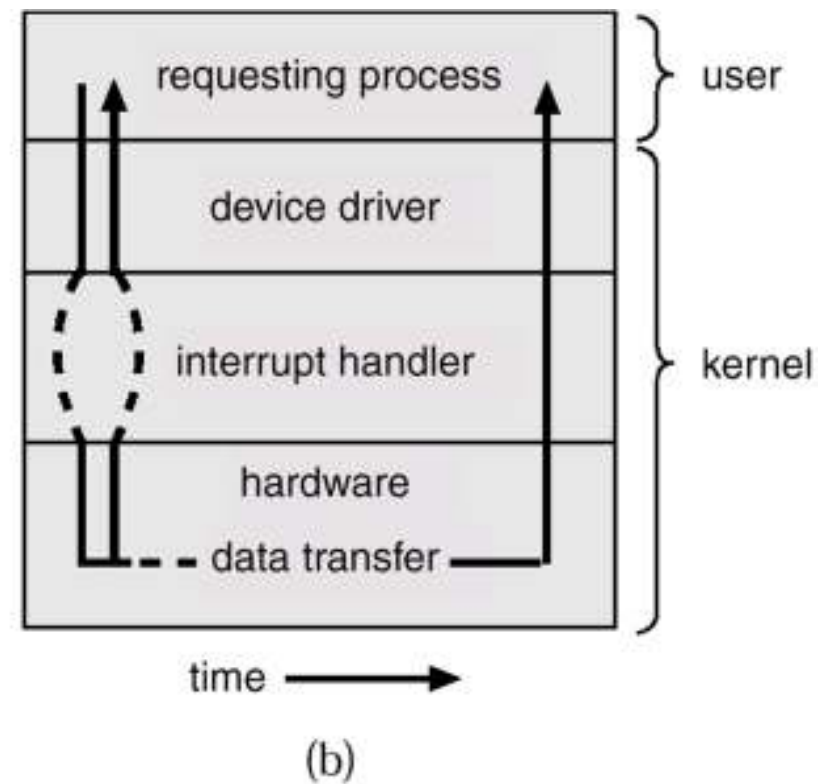 requesting process
user
device driver
interrupt handler
kernel
hardware
data transfer
time
(b)